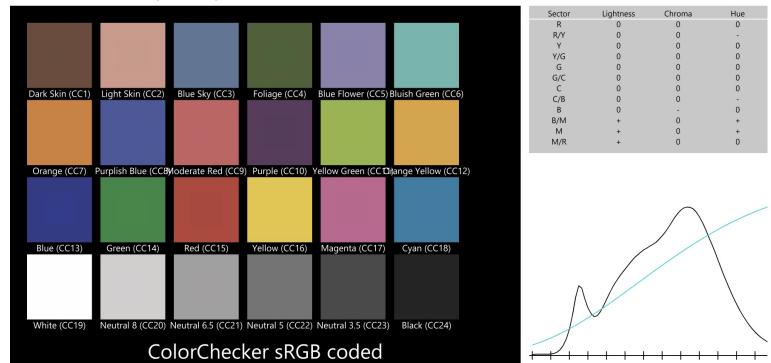 Dark Skin (CC1) Light Skin (CC2) Blue Sky (CC3) Foliage (CC4) Blue Flower (CC5) Bluish Green (CC6)
Orange (CC7) Purplish Blue (CC8) Moderate Red (CC9) Purple (CC10) Yellow Green (CC11) Orange Yellow (CC12)
Blue (CC13) Green (CC14) Red (CC15) Yellow (CC16) Magenta (CC17) Cyan (CC18)
White (CC19) Neutral 8 (CC20) Neutral 6.5 (CC21) Neutral 5 (CC22) Neutral 3.5 (CC23) Black (CC24)
ColorChecker sRGB coded
Sector Lightness Chroma Hue
R 0 0 0
R/Y 0 0 -
Y 0 0 0
Y/G 0 0 0
G 0 0 0
G/C 0 0 0
C 0 0 0
C/B 0 0 -
B 0 - 0
B/M + 0 +
M + 0 +
M/R + 0 0